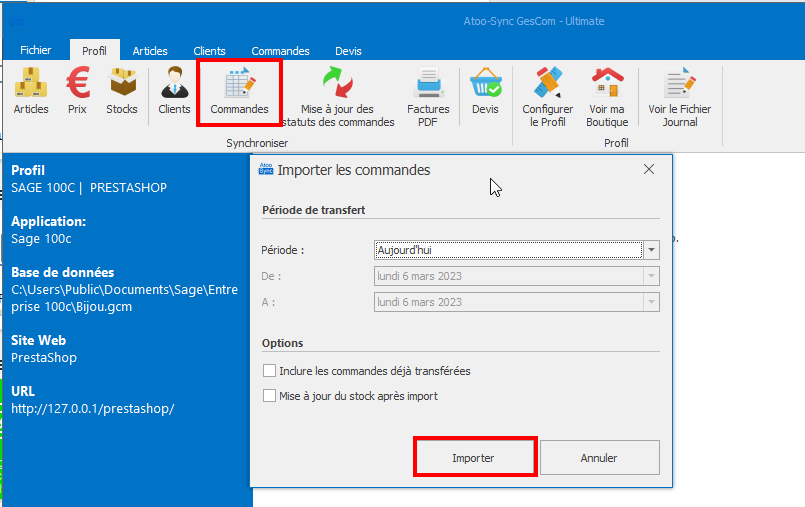 Atoo-Sync GesCom - Ultimate
Fichier Profil Articles Clients Commandes Devis
Articles Prix Stocks Clients Commandes Mise à jour des Factures Devis Configurer Voir ma Voir le Fichier
statuts des commandes PDF le Profil Boutique Journal
Synchroniser Profil
Profil
SAGE 100C | PRESTASHOP
Application:
Sage 100c
Base de données
C:\Users\Public\Documents\Sage\Entre
prise 100c\Bijou.gcm
Site Web
PrestaShop
URL
http://127.0.0.1/prestashop/
Atoo
Sync
Importer les commandes
Période de transfert
Période : Aujourd'hui
De : lundi 6 mars 2023
A : lundi 6 mars 2023
Options
Inclure les commandes déjà transférées
Mise à jour du stock après import
Importer Annuler